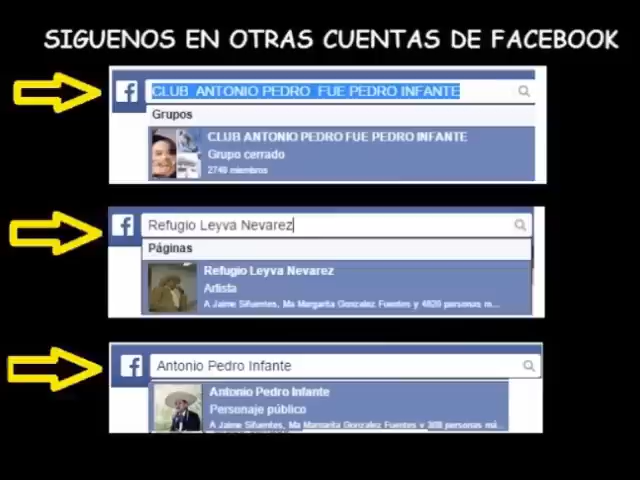 SIGUENOS EN OTRAS CUENTAS DE FACEBOOK
CLUB ANTONIO PEDRO FUE PEDRO INFANTE
Grupos
CLUB ANTONIO PEDRO FUE PEDRO INFANTE
Grupo cerrado
2749 miembros
Refugio Leyva Nevarez
Páginas
Refugio Leyva Nevarez
Artista
A Jaime Sifuentes, Ma Margarita Gonzalez Fuentes y 4820 personas m...
Antonio Pedro Infante
Antonio Pedro Infante
Personaje público
A Jaime Sifuentes, Ma Margarita Gonzalez Fuentes y 308 personas má...